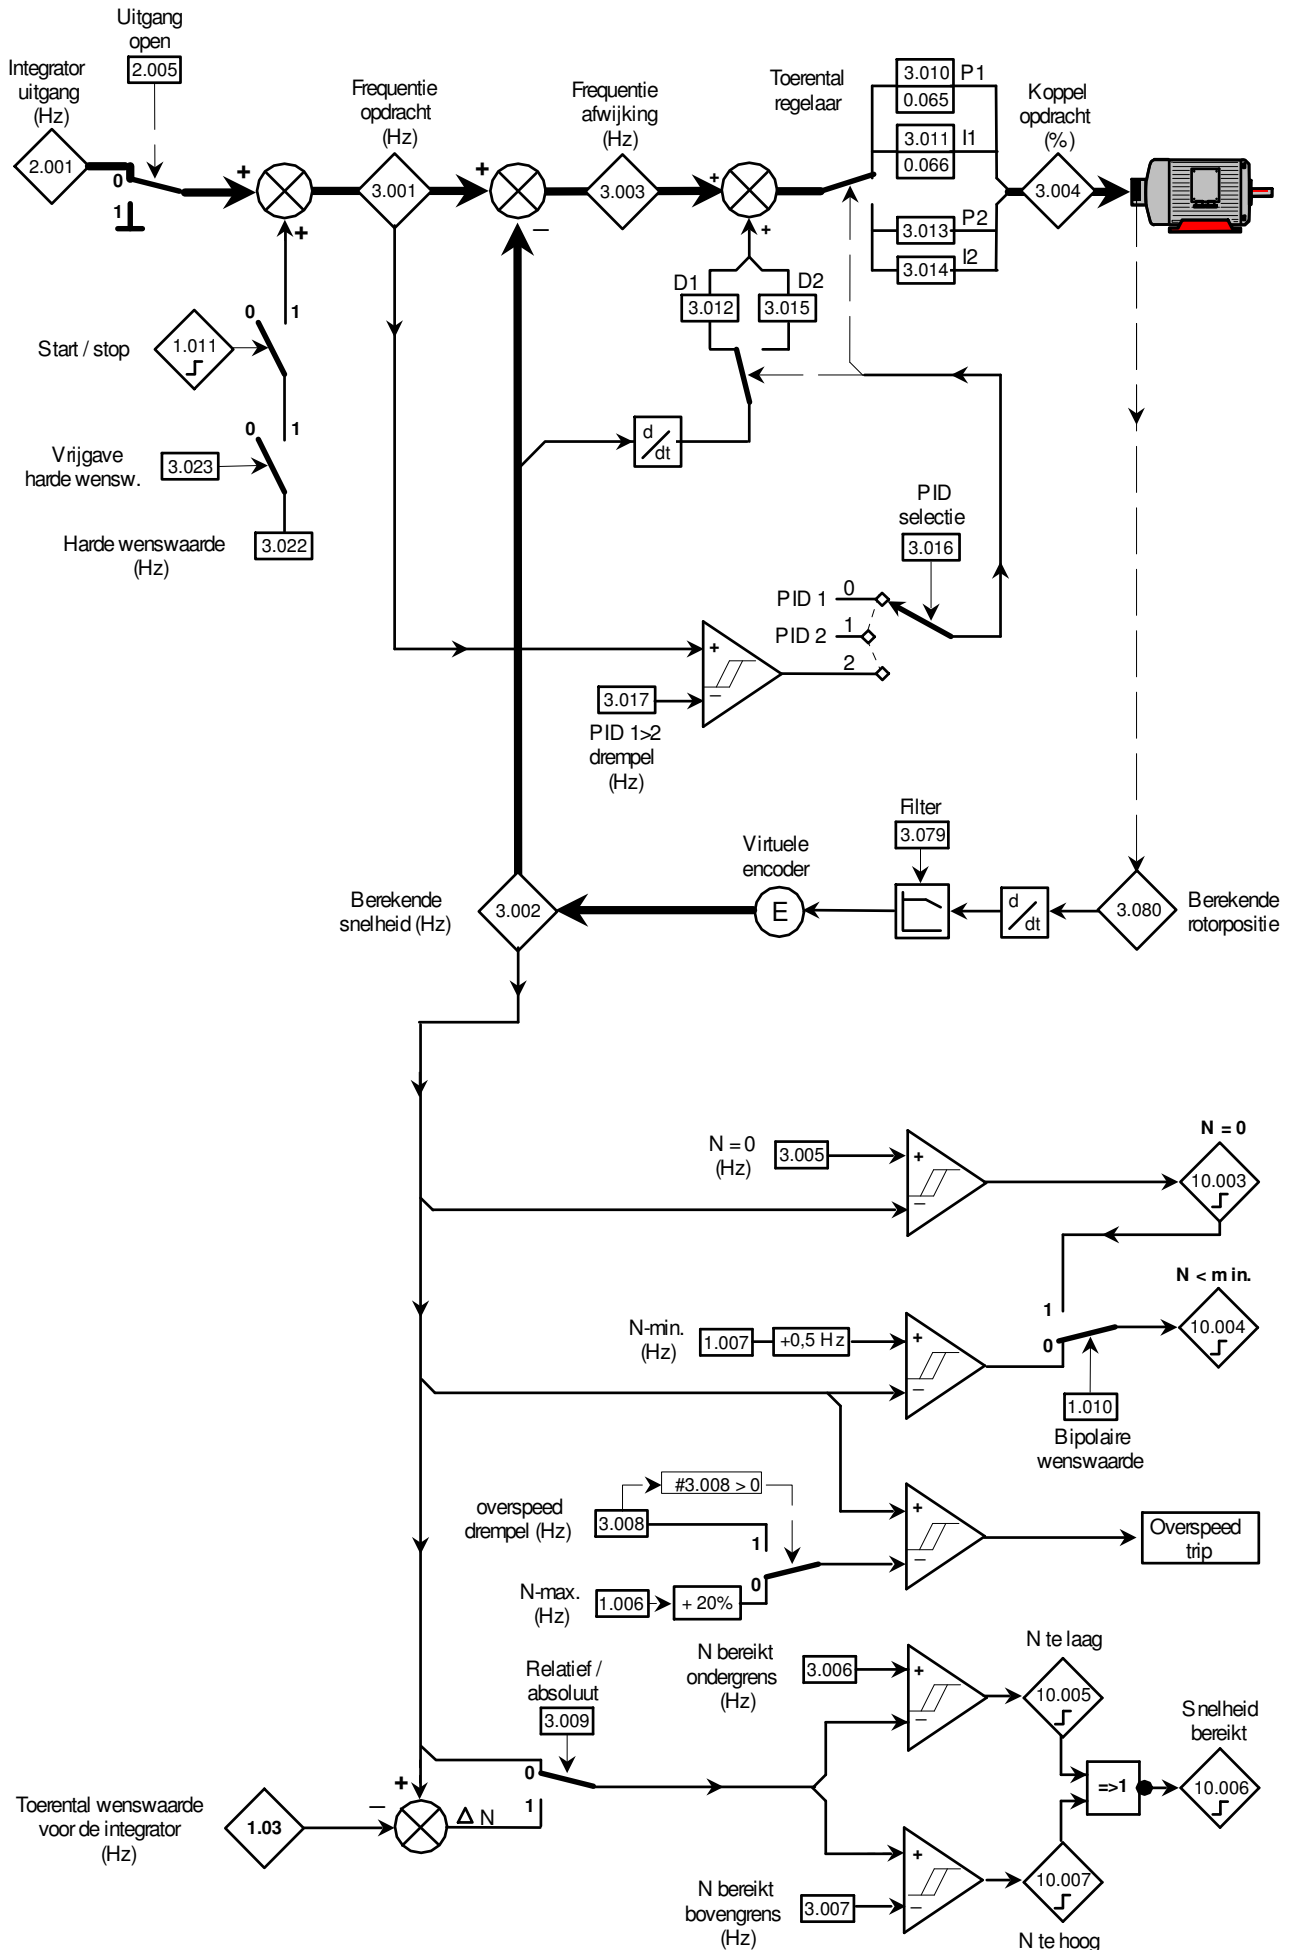 Uitgang
open
2.005
Integrator
uitgang
(Hz)
2.001
0
1
+
+
Frequentie
opdracht
(Hz)
3.001
+
−
Frequentie
afwijking
(Hz)
3.003
+
+
Toerental
regelaar
3.010 P1
0.065
3.011 I1
0.066
3.013 P2
3.014 I2
Koppel
opdracht
(%)
3.004
D1
3.012
D2
3.015
0 1
Start / stop
1.011
0 1
Vrijgave
harde wensw.
3.023
Harde wenswaarde
(Hz)
3.022
d
dt
PID
selectie
3.016
PID 1 0
PID 2 1
2
+
−
3.017
PID 1>2
drempel
(Hz)
Filter
3.079
Virtuele
encoder
E
d
dt
3.080
Berekende
rotorpositie
Berekende
snelheid (Hz)
3.002
N = 0
(Hz)
3.005
+
−
N = 0
10.003
N < min.
10.004
1
0
N-min.
(Hz)
1.007
+0,5 Hz
+
−
1.010
Bipolaire
wenswaarde
#3.008 > 0
overspeed
drempel (Hz)
3.008
1
0
+
−
Overspeed
trip
N-max.
(Hz)
1.006
+ 20%
N bereikt
ondergrens
(Hz)
3.006
+
−
N te laag
10.005
Relatief /
absoluut
3.009
0
1
Snelheid
bereikt
=>1
10.006
Toerental wenswaarde
voor de integrator
(Hz)
1.03
−
+
Δ N
N bereikt
bovengrens
(Hz)
3.007
+
−
10.007
N te hoog